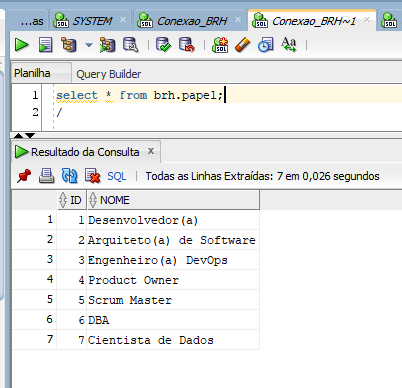 ...as SYSTEM Conexao_BRH Conexao_BRH~1
Planilha Query Builder
1 select * from brh.papel;
2 /
Resultado da Consulta x
SQL | Todas as Linhas Extraídas: 7 em 0,026 segundos
ID NOME
1 1 Desenvolvedor(a)
2 2 Arquiteto(a) de Software
3 3 Engenheiro(a) DevOps
4 4 Product Owner
5 5 Scrum Master
6 6 DBA
7 7 Cientista de Dados